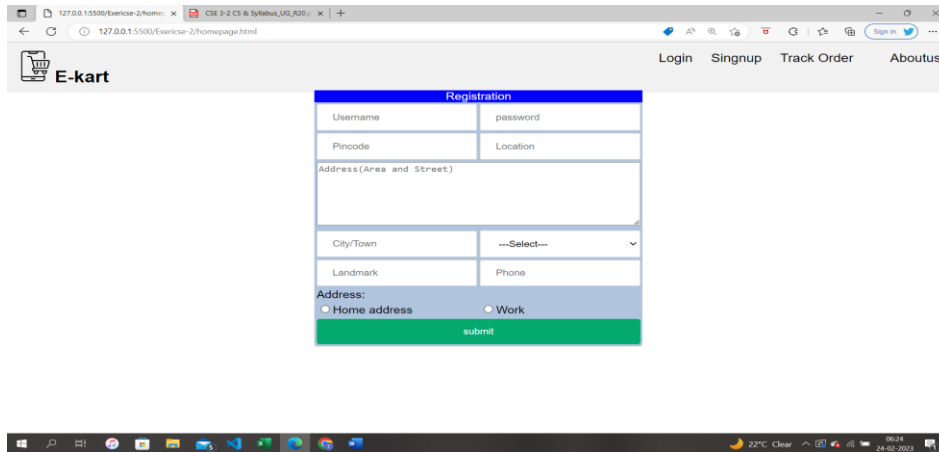 127.0.0.1:5500/Exericse-2/home
CSE 3-2 CS & Syllabus_UG_R20.p
127.0.0.1:5500/Exericse-2/homepage.html
Sign in
Login Singnup Track Order Aboutus
E-kart
Registration
Username password
Pincode Location
Address(Area and Street)
City/Town ---Select---
Landmark Phone
Address:
Home address Work
submit
22°C Clear
06:24
24-02-2023